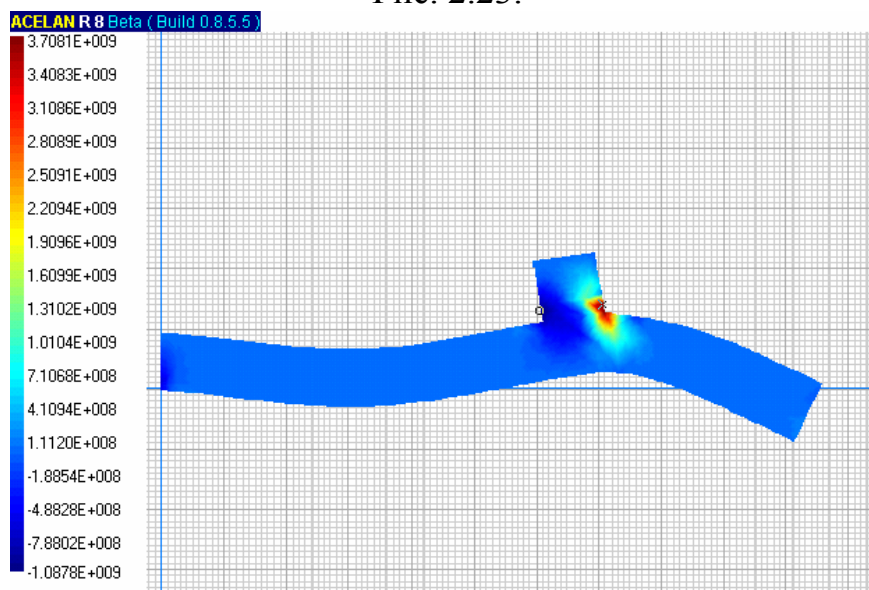 Рис. 2.25.
ACELAN R 8 Beta ( Build 0.8.5.5 )
3.7081E+009
3.4083E+009
3.1086E+009
2.8089E+009
2.5091E+009
2.2094E+009
1.9096E+009
1.6099E+009
1.3102E+009
1.0104E+009
7.1068E+008
4.1094E+008
1.1120E+008
-1.8854E+008
-4.8828E+008
-7.8802E+008
-1.0878E+009